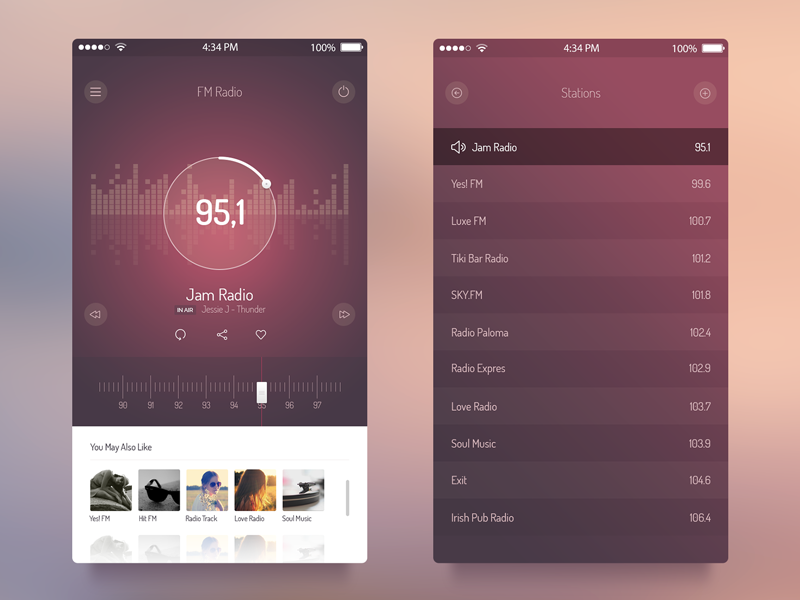 4:34 PM
100%
FM Radio
95,1
Jam Radio
IN AIR Jessie J - Thunder
90 91 92 93 94 95 96 97
You May Also Like
Yes! FM Hit FM Radio Track Love Radio Soul Music
4:34 PM
100%
Stations
Jam Radio 95.1
Yes! FM 99.6
Luxe FM 100.7
Tiki Bar Radio 101.2
SKY.FM 101.8
Radio Paloma 102.4
Radio Expres 102.9
Love Radio 103.7
Soul Music 103.9
Exit 104.6
Irish Pub Radio 106.4